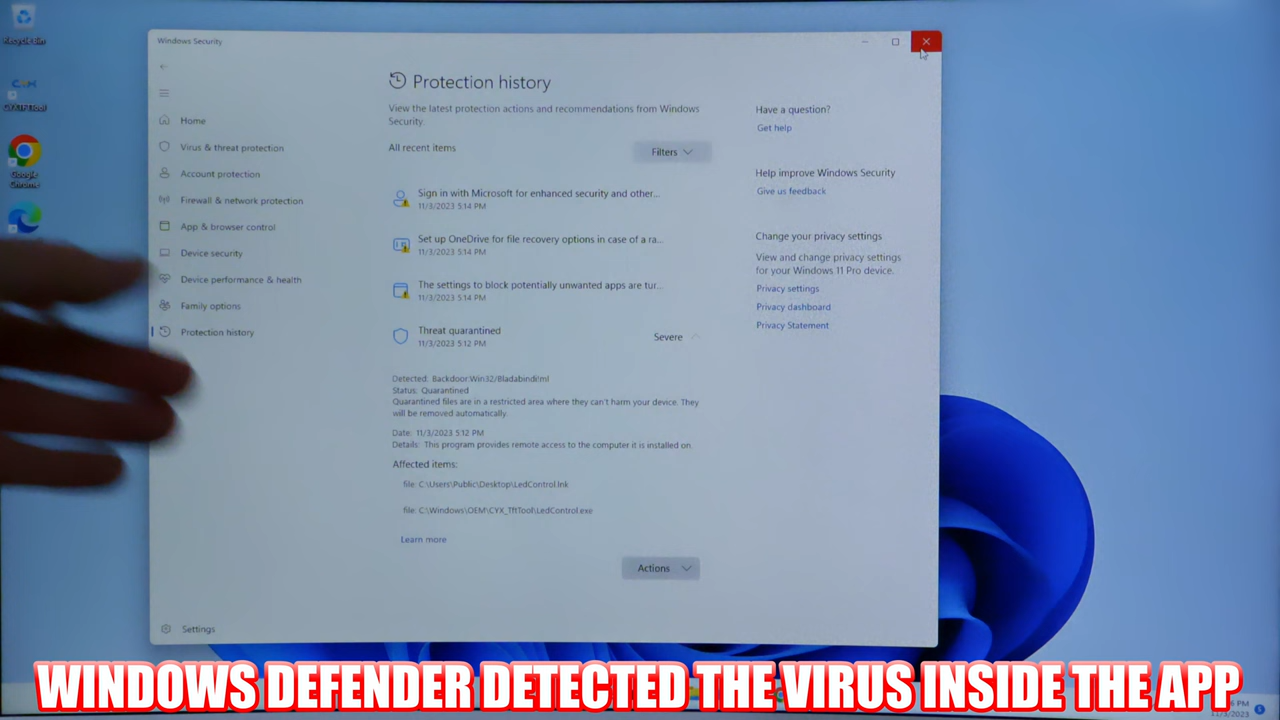 Recycle Bin
CYX
CYXTFTTool
Google
Chrome
Windows Security
Home
Virus & threat protection
Account protection
Firewall & network protection
App & browser control
Device security
Device performance & health
Family options
Protection history
Settings
Protection history
View the latest protection actions and recommendations from Windows
Security.
All recent items
Filters
Sign in with Microsoft for enhanced security and other...
11/3/2023 5:14 PM
Set up OneDrive for file recovery options in case of a ra...
11/3/2023 5:14 PM
The settings to block potentially unwanted apps are tur...
11/3/2023 5:14 PM
Threat quarantined
11/3/2023 5:12 PM
Severe
Detected: Backdoor:Win32/Bladabindi!ml
Status: Quarantined
Quarantined files are in a restricted area where they can't harm your device. They
will be removed automatically.
Date: 11/3/2023 5:12 PM
Details: This program provides remote access to the computer it is installed on.
Affected items:
file: C:\Users\Public\Desktop\LedControl.lnk
file: C:\Windows\OEM\CYX_TftTool\LedControl.exe
Learn more
Actions
Have a question?
Get help
Help improve Windows Security
Give us feedback
Change your privacy settings
View and change privacy settings
for your Windows 11 Pro device.
Privacy settings
Privacy dashboard
Privacy Statement
WINDOWS DEFENDER DETECTED THE VIRUS INSIDE THE APP
PM
11/3/2023